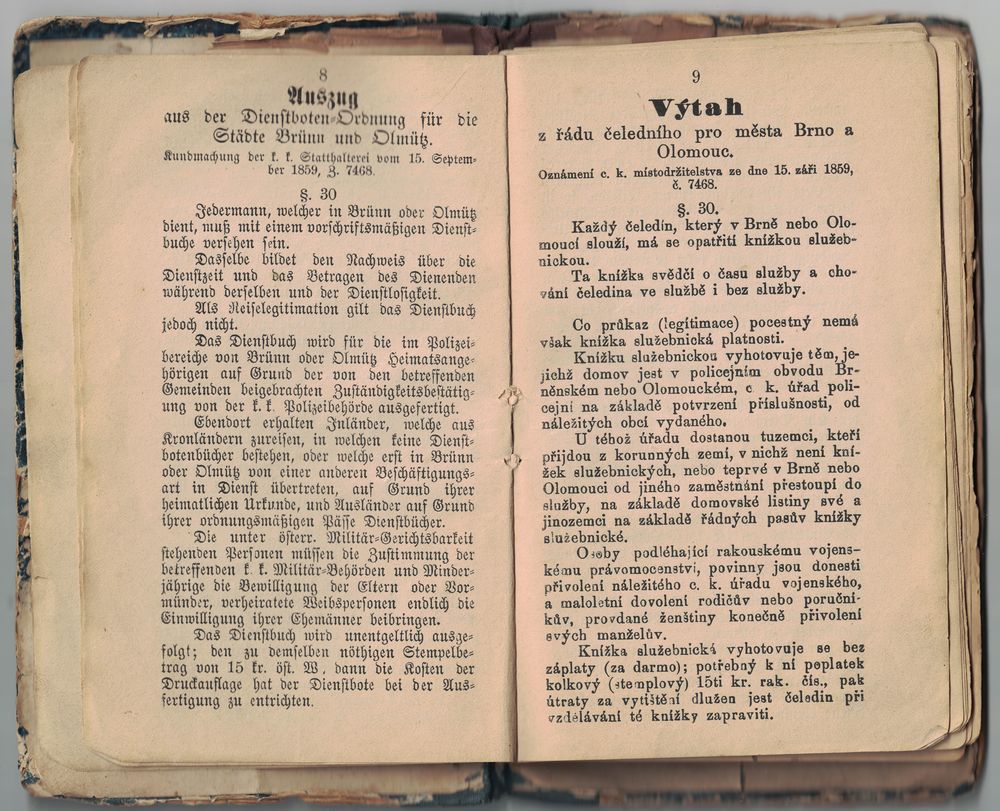 8
Auszug
aus der Dienstboten-Ordnung für die
Städte Brünn und Olmütz.
Kundmachung der k. k. Statthalterei vom 15. Septem-
ber 1859, Z. 7468.
§. 30
Jedermann, welcher in Brünn oder Olmütz
dient, muß mit einem vorschriftsmäßigen Dienst-
buche versehen sein.
Dasselbe bildet den Nachweis über die
Dienstzeit und das Betragen des Dienenden
während derselben und der Dienstlosigkeit.
Als Reiselegitimation gilt das Dienstbuch
jedoch nicht.
Das Dienstbuch wird für die im Polizei-
bereiche von Brünn oder Olmütz Heimatsange-
hörigen auf Grund der von den betreffenden
Gemeinden beigebrachten Zuständigkeitsbestätig-
ung von der k. k. Polizeibehörde ausgefertigt.
Ebendort erhalten Inländer, welche aus
Kronländern zureisen, in welchen keine Dienst-
botenbücher bestehen, oder welche erst in Brünn
oder Olmütz von einer anderen Beschäftigungs-
art in Dienst übertreten, auf Grund ihrer
heimatlichen Urkunde, und Ausländer auf Grund
ihrer ordnungsmäßigen Pässe Dienstbücher.
Die unter österr. Militär-Gerichtsbarkeit
stehenden Personen müssen die Zustimmung der
betreffenden k. k. Militär-Behörden und Minder-
jährige die Bewilligung der Eltern oder Vor-
münder, verheiratete Weibspersonen endlich die
Einwilligung ihrer Ehemänner beibringen.
Das Dienstbuch wird unentgeltlich ausge-
folgt; den zu demselben nöthigen Stempelbe-
trag von 15 kr. öst. W. dann die Kosten der
Druckauflage hat der Dienstbote bei der Aus-
fertigung zu entrichten.
9
Výtah
z řádu čeledního pro města Brno a
Olomouc.
Oznámení c. k. místodržitelstva ze dne 15. záři 1859,
č. 7468.
§. 30.
Každý čeledín, který v Brně nebo Olo-
moucí slouží, má se opatřiti knížkou služeb-
nickou.
Ta knížka svědčí o času služby a cho-
vání čeledina ve službě i bez služby.
Co průkaz (legítimace) pocestný nemá
však knížka služebnická platnosti.
Knížku služebnickou vyhotovuje těm, je-
jichž domov jest v policejním obvodu Br-
něnském nebo Olomouckém, c. k. úřad poli-
cejní na základě potvrzení příslušnosti, od
náležitých obcí vydaného.
U téhož úřadu dostanou tuzemci, kteří
přijdou z korunných zemí, v nichž není kní-
žek služebnických, nebo teprvé v Brně nebo
Olomouci od jiného zaměstnání přestoupí do
služby, na základě domovské listiny své a
jinozemci na základě řádných pasův knížky
služebnické.
Osoby podléhající rakouskému vojens-
kému právomocenství, povinny jsou donesti
přivolení náležitého c. k. úřadu vojenského,
a maloletní dovolení rodičův nebo poruční-
kův, provdané ženštiny konečně přivolení
svých manželův.
Knížka služebnická vyhotovuje se bez
záplaty (za darmo); potřebný k ní peplatek
kolkový (stemplový) 15ti kr. rak. čís., pak
útraty za vytištění dlužen jest čeledin při
vzdělávání té knížky zapraviti.